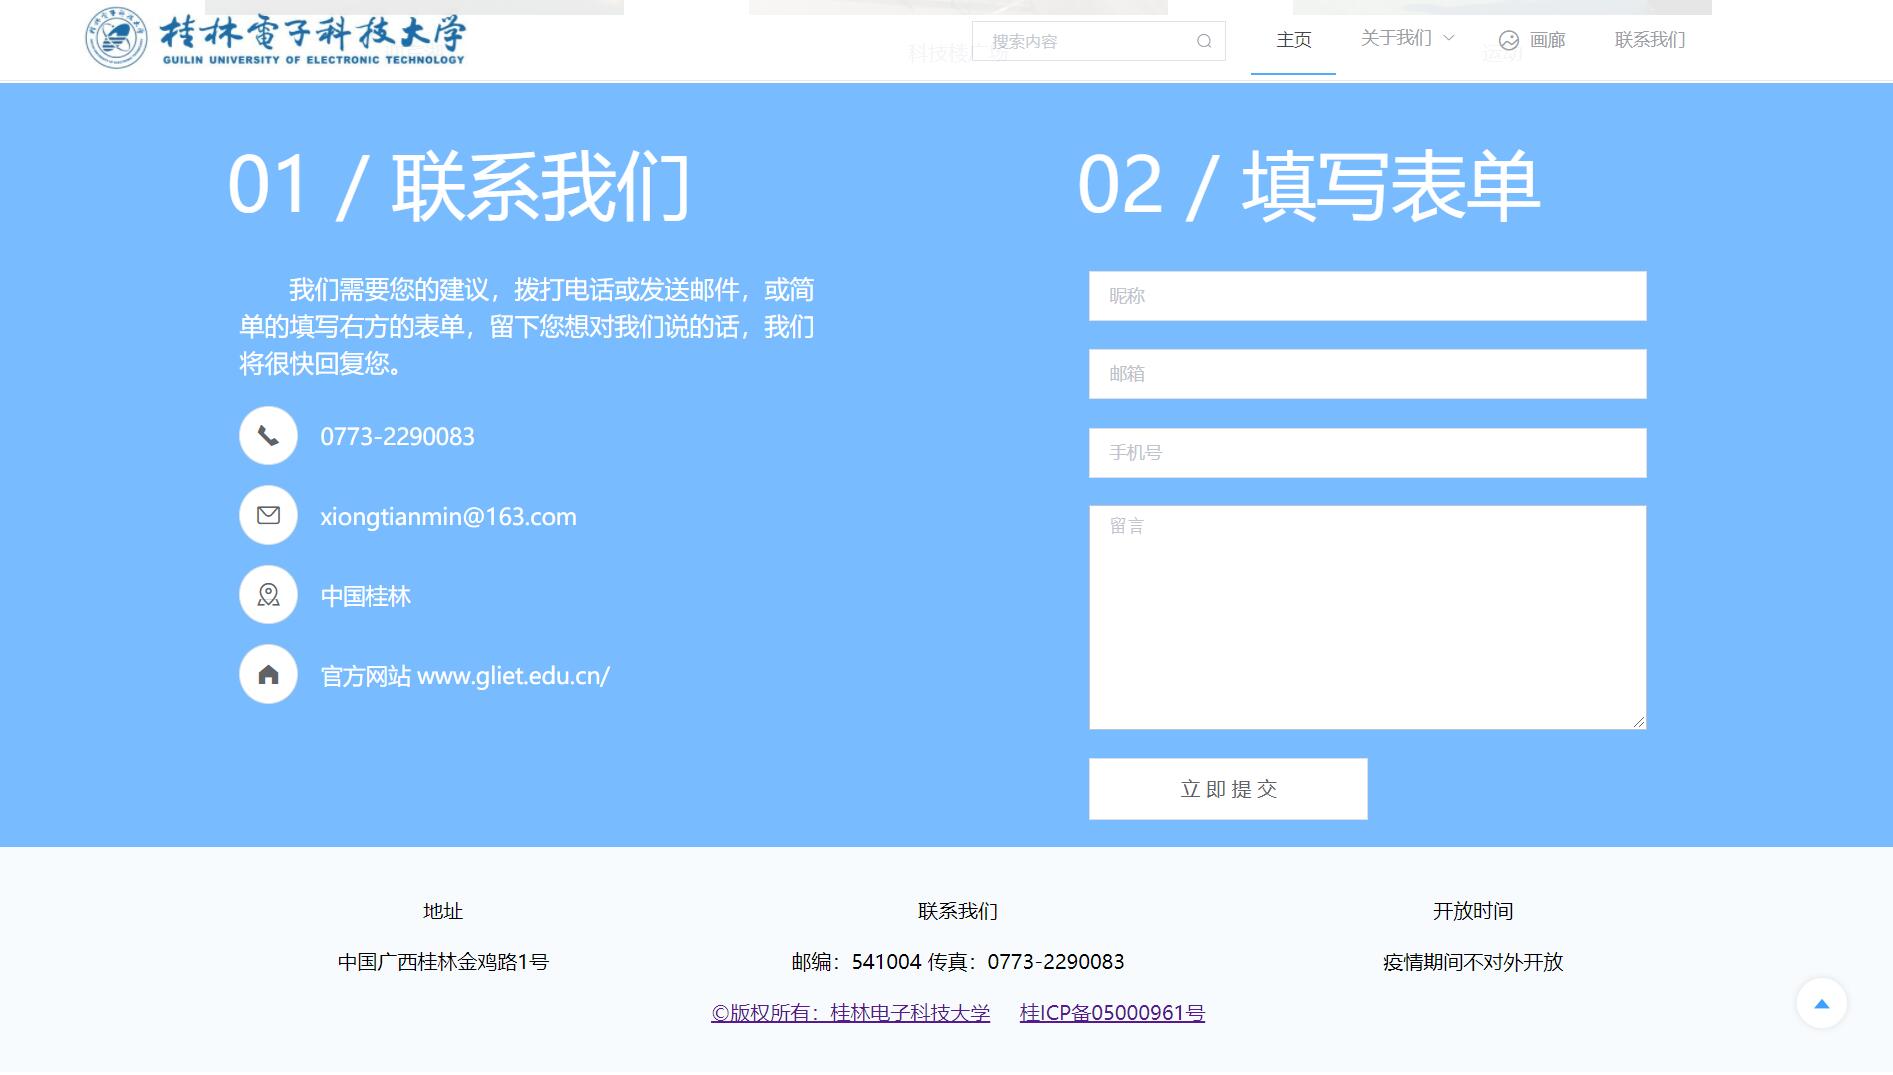 桂林電子科技大学
GUILIN UNIVERSITY OF ELECTRONIC TECHNOLOGY
搜索内容
主页
关于我们
画廊
联系我们
科技楼广场
运动
01 / 联系我们
我们需要您的建议，拨打电话或发送邮件，或简
单的填写右方的表单，留下您想对我们说的话，我们
将很快回复您。
0773-2290083
xiongtianmin@163.com
中国桂林
官方网站 www.gliet.edu.cn/
02 / 填写表单
昵称
邮箱
手机号
留言
立即提交
地址
中国广西桂林金鸡路1号
联系我们
邮编：541004 传真：0773-2290083
开放时间
疫情期间不对外开放
©版权所有：桂林电子科技大学 桂ICP备05000961号